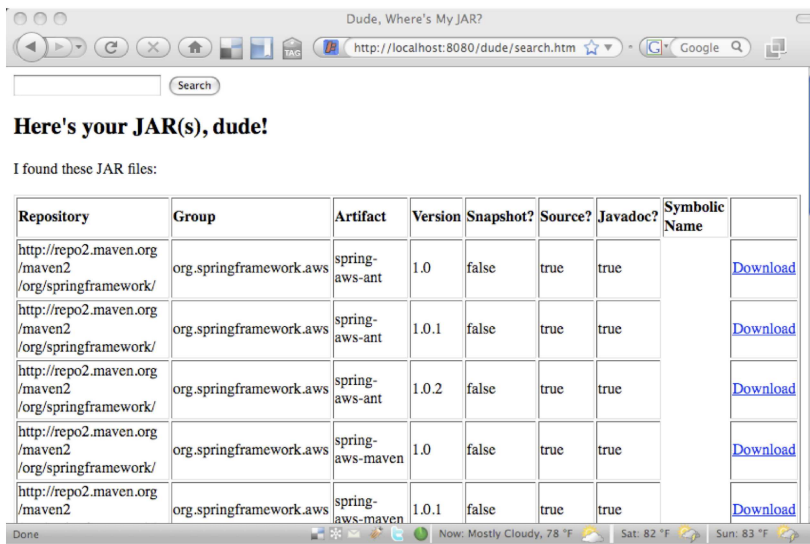 Dude, Where's My JAR?
TAG
http://localhost:8080/dude/search.htm
G Google
Search
Here's your JAR(s), dude!
I found these JAR files:
Repository Group Artifact Version Snapshot? Source? Javadoc? Symbolic Name
http://repo2.maven.org
/maven2
/org/springframework/
org.springframework.aws
spring-
aws-ant
1.0 false true true Download
http://repo2.maven.org
/maven2
/org/springframework/
org.springframework.aws
spring-
aws-ant
1.0.1 false true true Download
http://repo2.maven.org
/maven2
/org/springframework/
org.springframework.aws
spring-
aws-ant
1.0.2 false true true Download
http://repo2.maven.org
/maven2
/org/springframework/
org.springframework.aws
spring-
aws-maven
1.0 false true true Download
http://repo2.maven.org
/maven2
org.springframework.aws
spring-
aws-maven
1.0.1 false true true Download
Done
Now: Mostly Cloudy, 78 °F Sat: 82 °F Sun: 83 °F